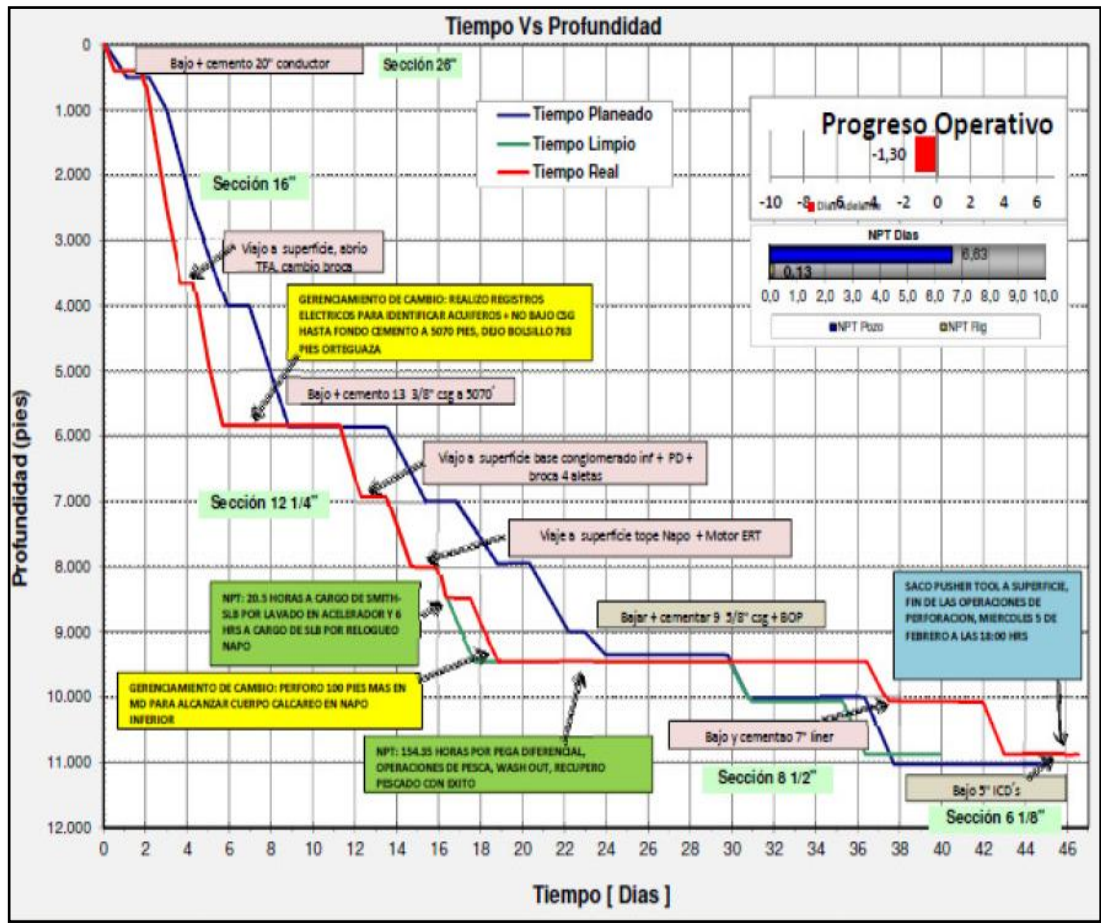 Tiempo Vs Profundidad
Bajo + cemento 20" conductor
Sección 26"
Tiempo Planeado
Tiempo Limpio
Tiempo Real
Progreso Operativo
-1,30
-10 -8 -6 -4 -2 0 2 4 6
NPT Dias
6,63
0.13
0,0 1,0 2,0 3,0 4,0 5,0 6,0 7,0 8,0 9,0 10,0
NPT Pozo
NPT Rig
Sección 16"
Viajo a superficie, abrio
TFA, cambio broca
GERENCIAMIENTO DE CAMBIO: REALIZO REGISTROS
ELECTRICOS PARA IDENTIFICAR ACUIFEROS + NO BAJO CSG
HASTA FONDO CEMENTO A 5070 PIES, DEJO BOLSILLO 763
PIES ORTEGUAZA
Bajo + cemento 13 3/8" csg a 5070´
Viajo a superficie base conglomerado inf + PD +
broca 4 aletas
Sección 12 1/4"
Viaje a superficie tope Napo + Motor ERT
NPT: 20.5 HORAS A CARGO DE SMITH-
SLB POR LAVADO EN ACELERADOR Y 6
HRS A CARGO DE SLB POR RELOGUEO
NAPO
Bajar + cementar 9 5/8" csg + BOP
SACO PUSHER TOOL A SUPERFICIE,
FIN DE LAS OPERACIONES DE
PERFORACION, MIERCOLES 5 DE
FEBRERO A LAS 18:00 HRS
GERENCIAMIENTO DE CAMBIO: PERFORO 100 PIES MAS EN
MD PARA ALCANZAR CUERPO CALCAREO EN NAPO
INFERIOR
Bajo y cementao 7" liner
NPT: 154.35 HORAS POR PEGA DIFERENCIAL,
OPERACIONES DE PESCA, WASH OUT, RECUPERO
PESCADO CON EXITO
Sección 8 1/2"
Bajo 5" ICD´s
Sección 6 1/8"
Profundidad (pies)
0
1.000
2.000
3.000
4.000
5.000
6.000
7.000
8.000
9.000
10.000
11.000
12.000
0 2 4 6 8 10 12 14 16 18 20 22 24 26 28 30 32 34 36 38 40 42 44 46
Tiempo [ Dias ]